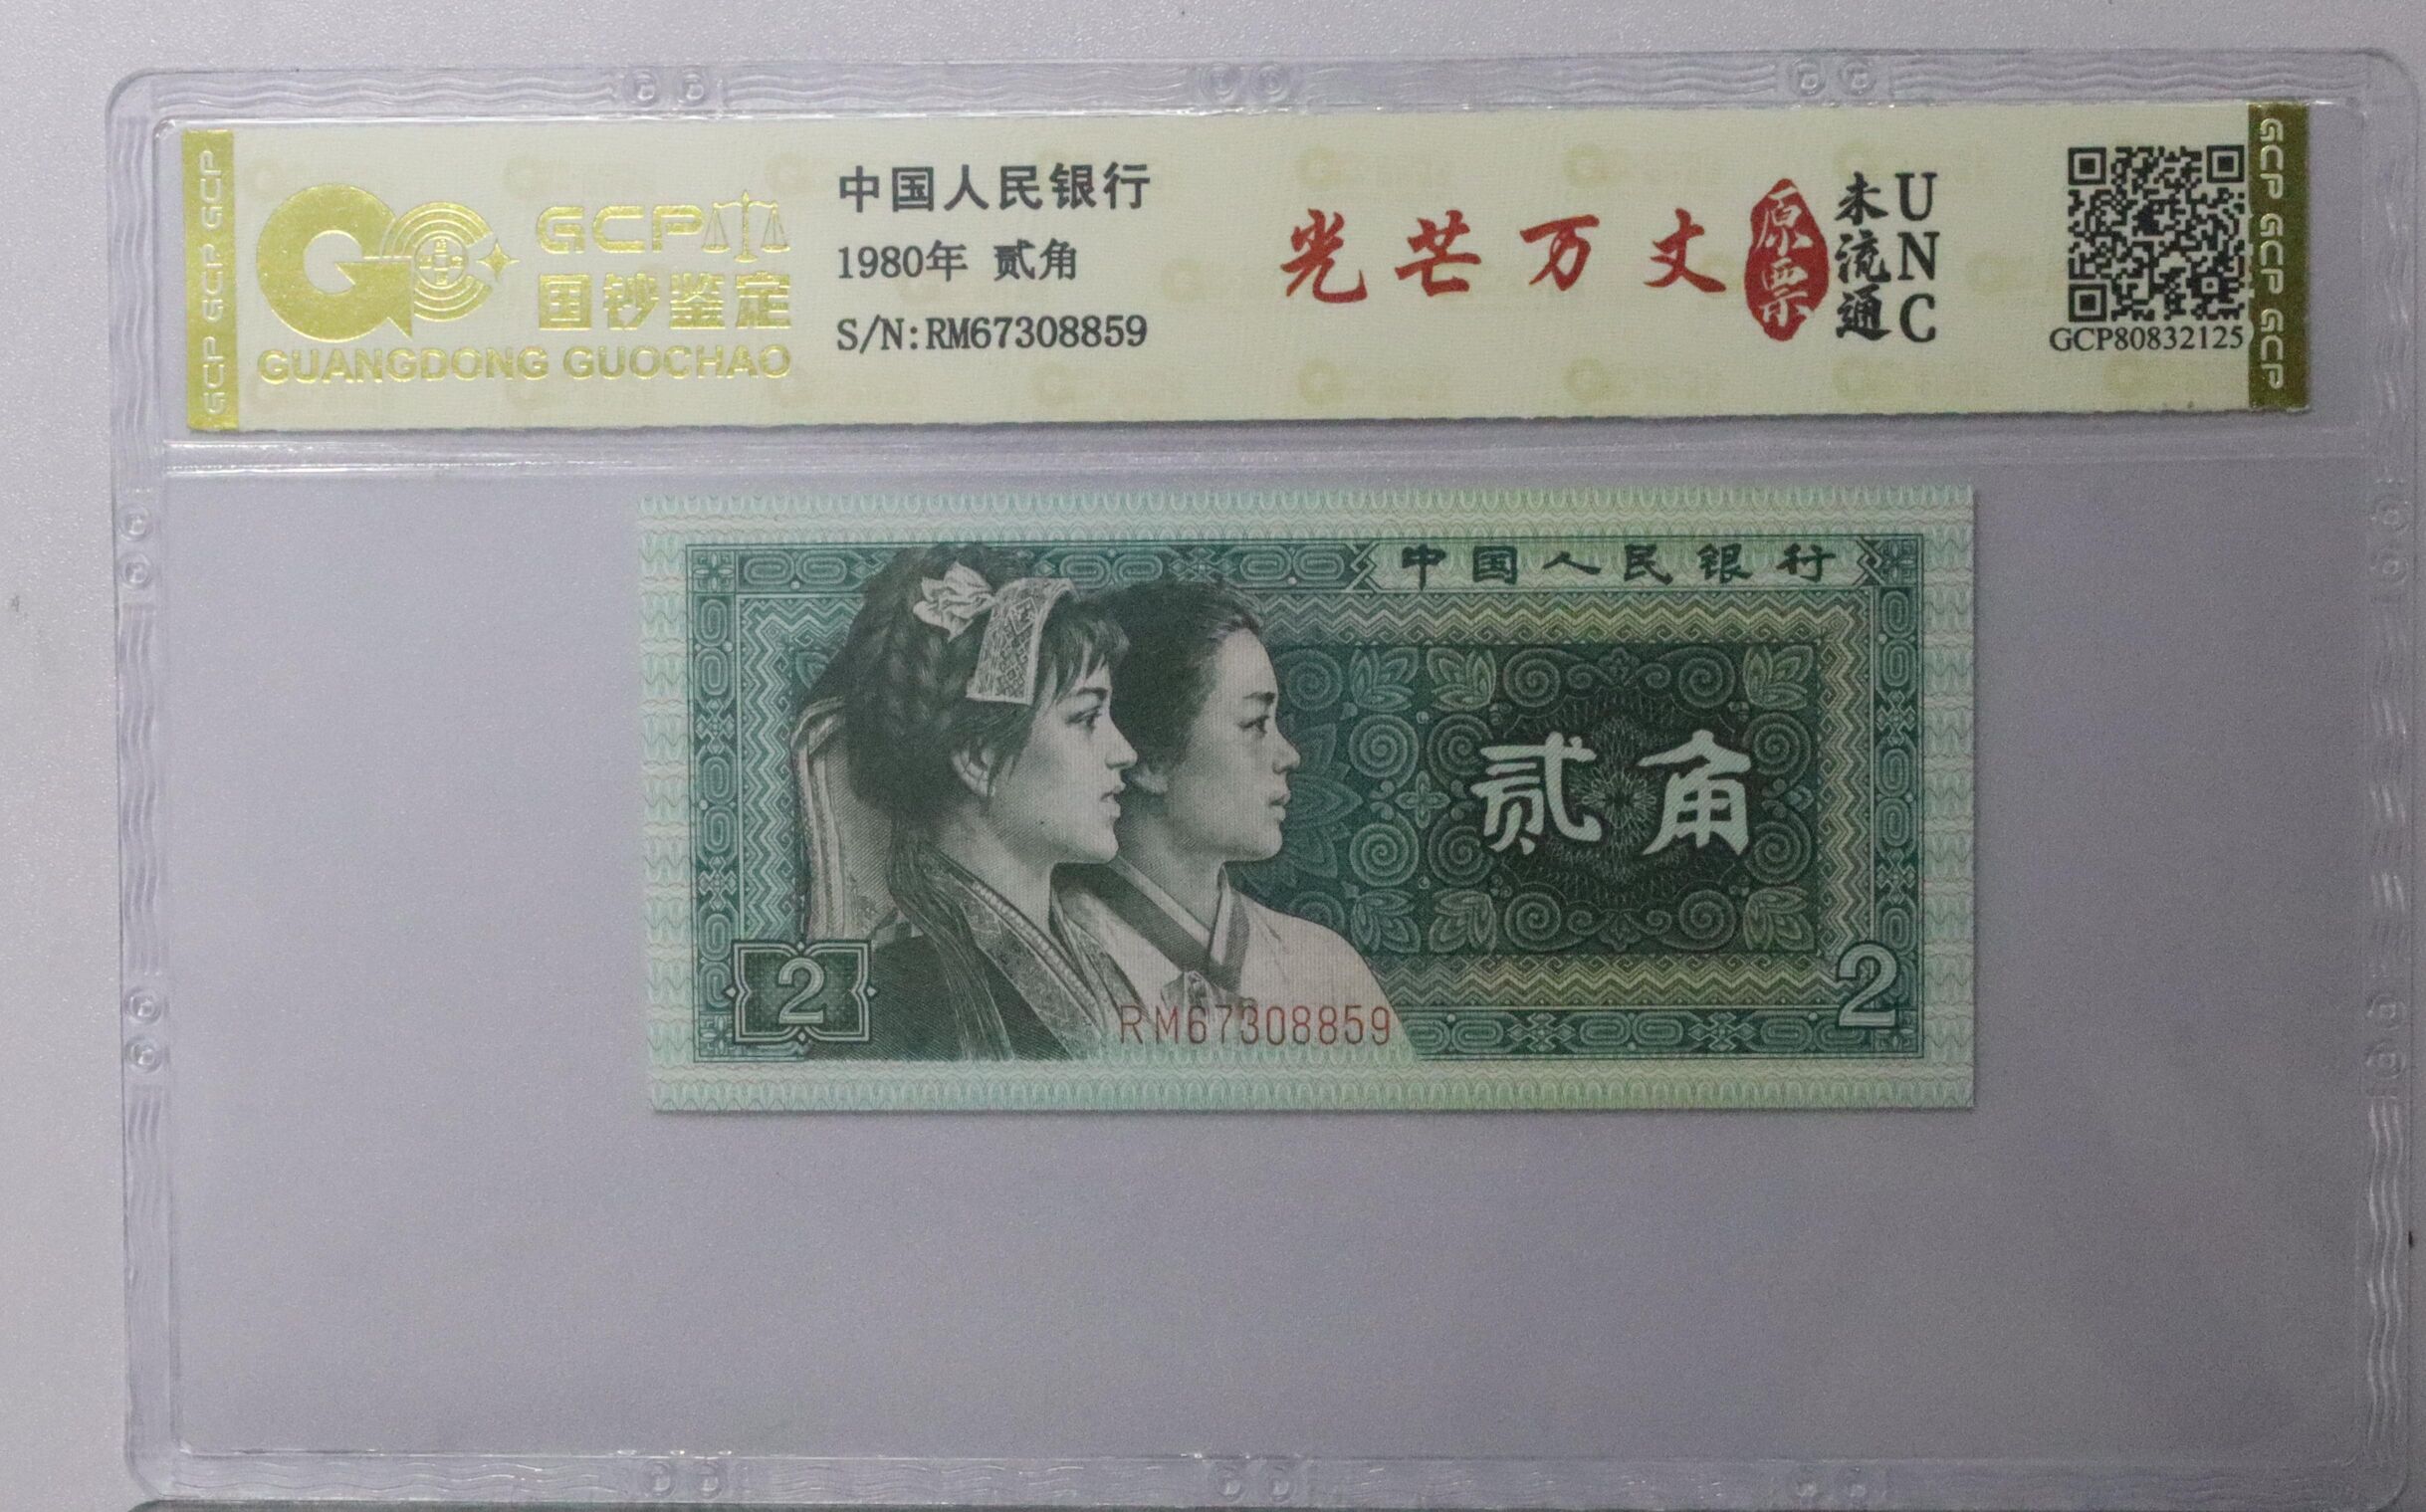 GCP GCP GCP
GCP
国钞鉴定
GUANGDONG GUOCHAO
中国人民银行
1980年 贰角
S/N:RM67308859
光芒万丈
原票
未流通
UNC
GCP80832125
GCP GCP GCP
中国人民银行
贰角
2
RM67308859
2